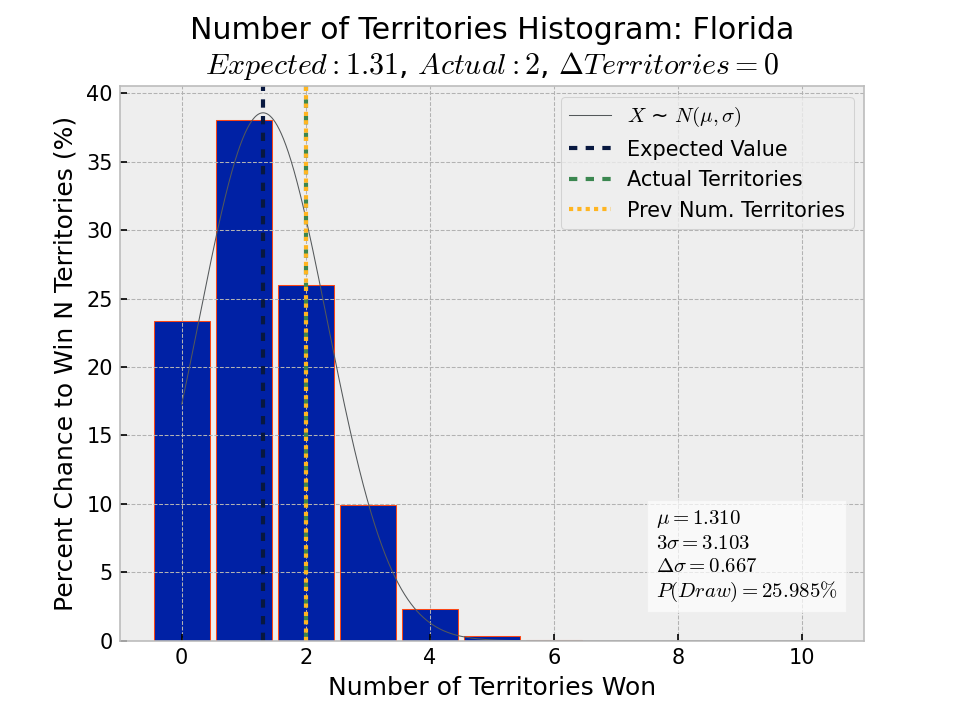 Number of Territories Histogram: Florida
Expected : 1.31, Actual : 2, ΔTerritories = 0
Percent Chance to Win N Territories (%)
40
35
30
25
20
15
10
5
0
X ∼ N(μ, σ)
Expected Value
Actual Territories
Prev Num. Territories
μ = 1.310
3σ = 3.103
Δσ = 0.667
P(Draw) = 25.985%
0 2 4 6 8 10
Number of Territories Won